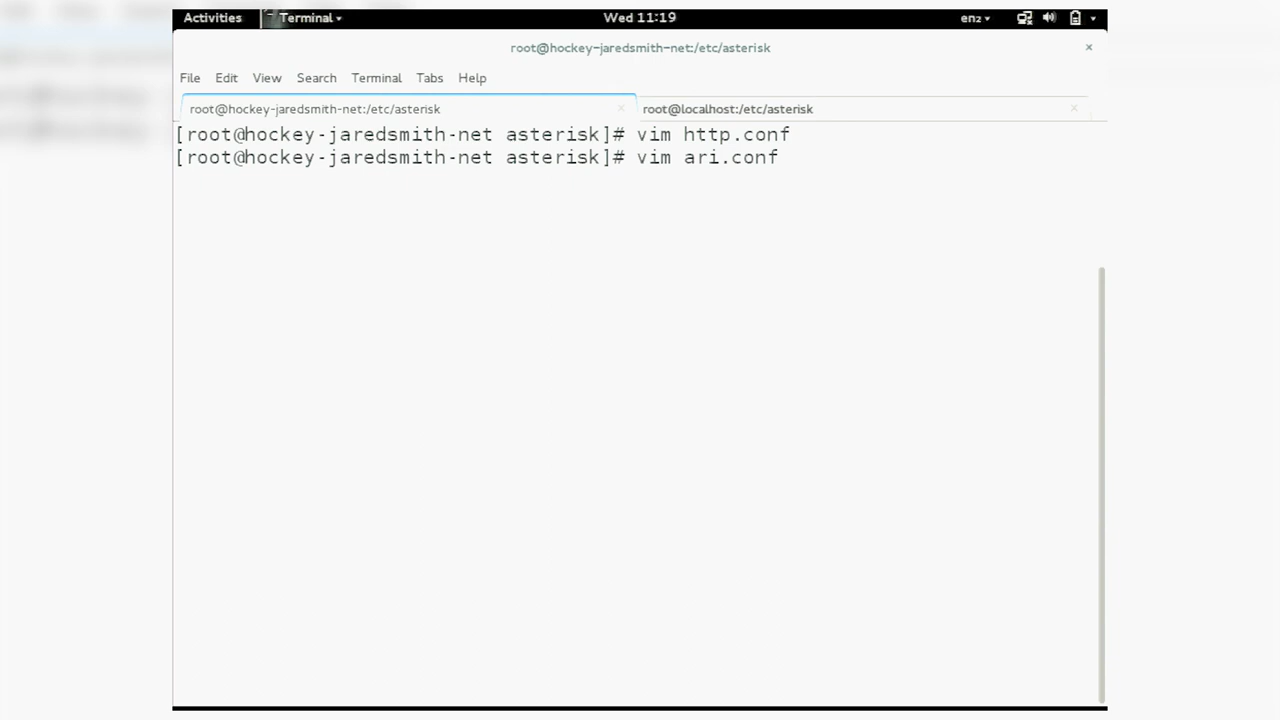 Activities Terminal Wed 11:19 en2
root@hockey-jaredsmith-net:/etc/asterisk ×
File Edit View Search Terminal Tabs Help
root@hockey-jaredsmith-net:/etc/asterisk × root@localhost:/etc/asterisk ×
[root@hockey-jaredsmith-net asterisk]# vim http.conf
[root@hockey-jaredsmith-net asterisk]# vim ari.conf